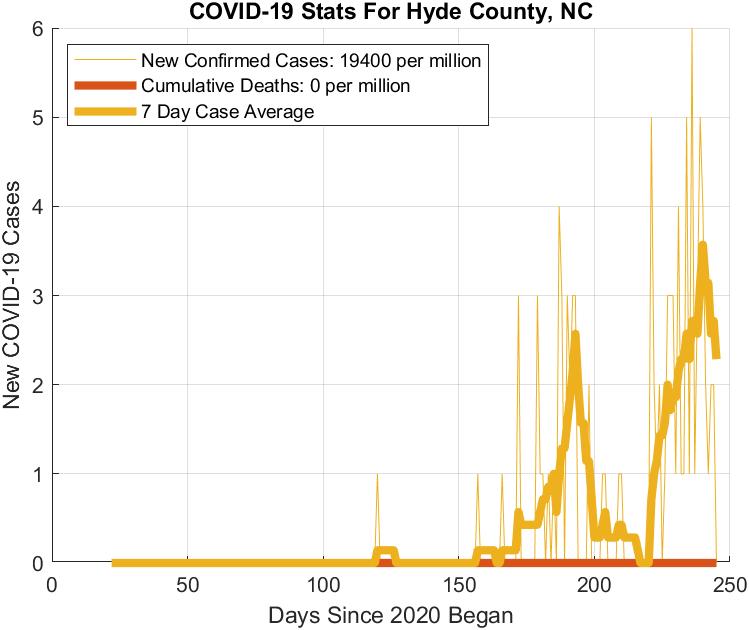 COVID-19 Stats For Hyde County, NC
New Confirmed Cases: 19400 per million
Cumulative Deaths: 0 per million
7 Day Case Average
New COVID-19 Cases
6
5
4
3
2
1
0
0 50 100 150 200 250
Days Since 2020 Began